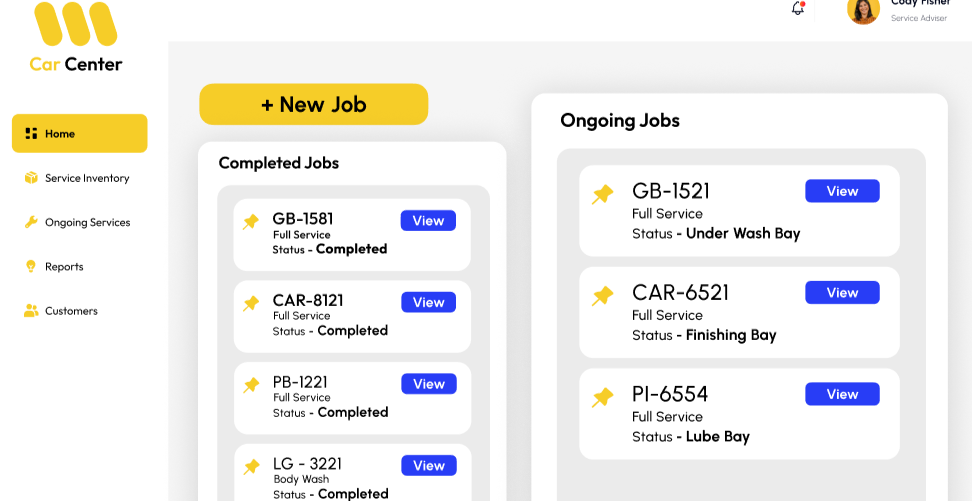 Cody Fisher
Service Adviser
Car Center
Home
Service Inventory
Ongoing Services
Reports
Customers
+ New Job
Completed Jobs
GB-1581
View
Full Service
Status - Completed
CAR-8121
View
Full Service
Status - Completed
PB-1221
View
Full Service
Status - Completed
LG - 3221
View
Body Wash
Status - Completed
Ongoing Jobs
GB-1521
View
Full Service
Status - Under Wash Bay
CAR-6521
View
Full Service
Status - Finishing Bay
PI-6554
View
Full Service
Status - Lube Bay